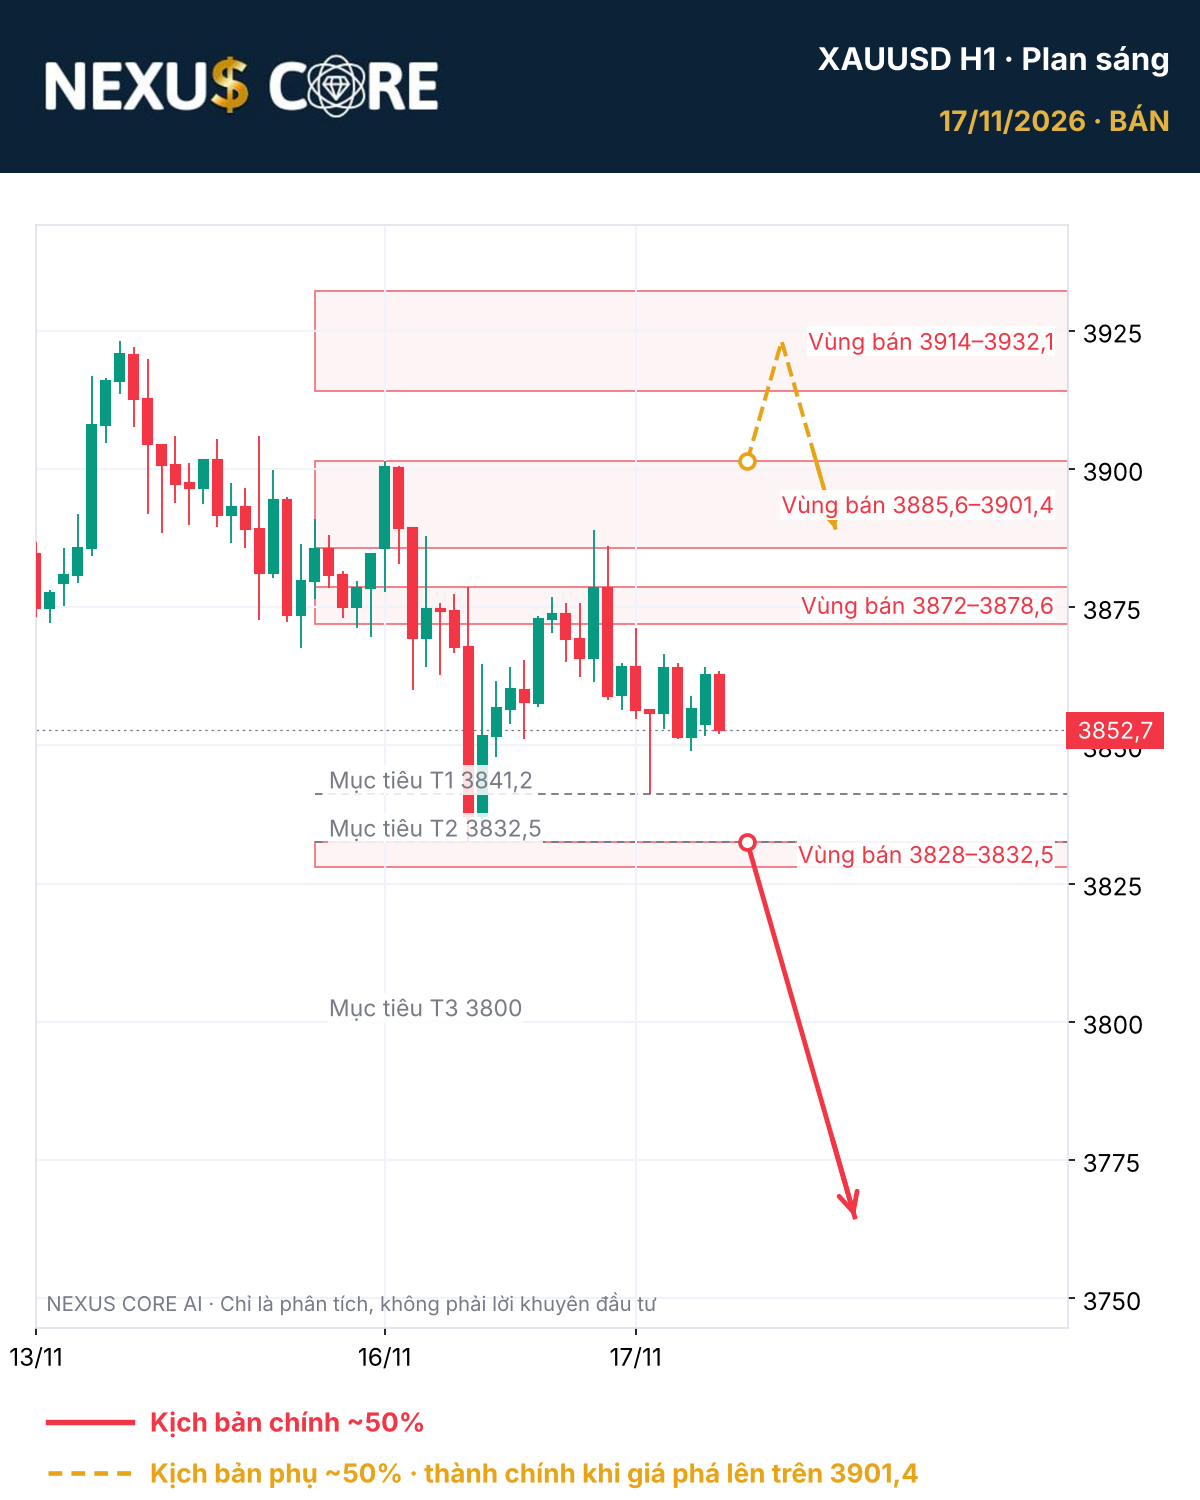 NEXU$ CORE
XAUUSD H1 · Plan sáng
17/11/2026 · BÁN
Vùng bán 3914–3932,1
3925
3900
Vùng bán 3885,6–3901,4
Vùng bán 3872–3878,6
3875
3852,7
3850
Mục tiêu T1 3841,2
Mục tiêu T2 3832,5
Vùng bán 3828–3832,5
3825
Mục tiêu T3 3800
3800
3775
NEXUS CORE AI · Chỉ là phân tích, không phải lời khuyên đầu tư
3750
13/11 16/11 17/11
Kịch bản chính ~50%
Kịch bản phụ ~50% · thành chính khi giá phá lên trên 3901,4